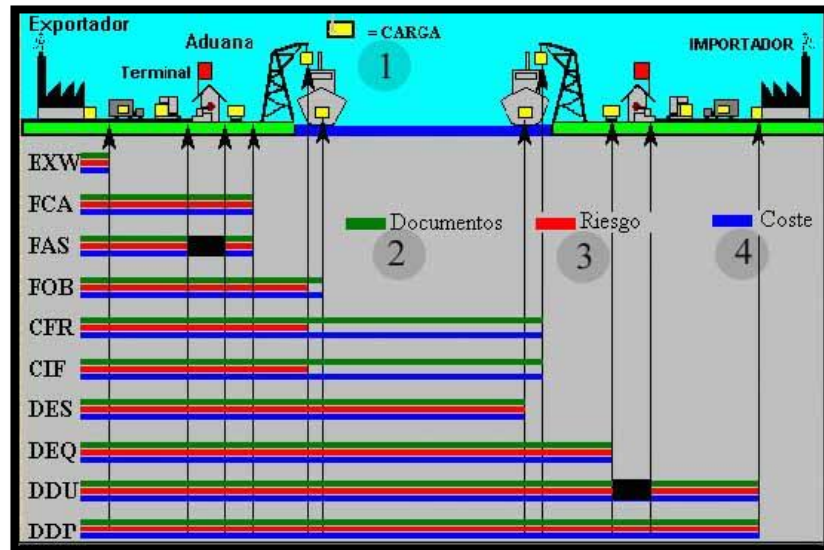 Exportador
= CARGA
Aduana
1
IMPORTADOR
Terminal
EXW
FCA
Documentos
Riesgo
Coste
FAS
2
3
4
FOB
CFR
CIF
DES
DEQ
DDU
DDP